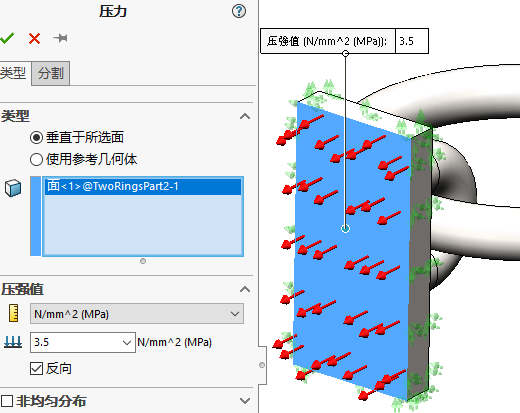 压力
类型
分割
类型
垂直于所选面
使用参考几何体
面<1>@TwoRingsPart2-1
压强值
N/mm^2 (MPa)
3.5 N/mm^2 (MPa)
反向
非均匀分布
压强值 (N/mm^2 (MPa)): 3.5